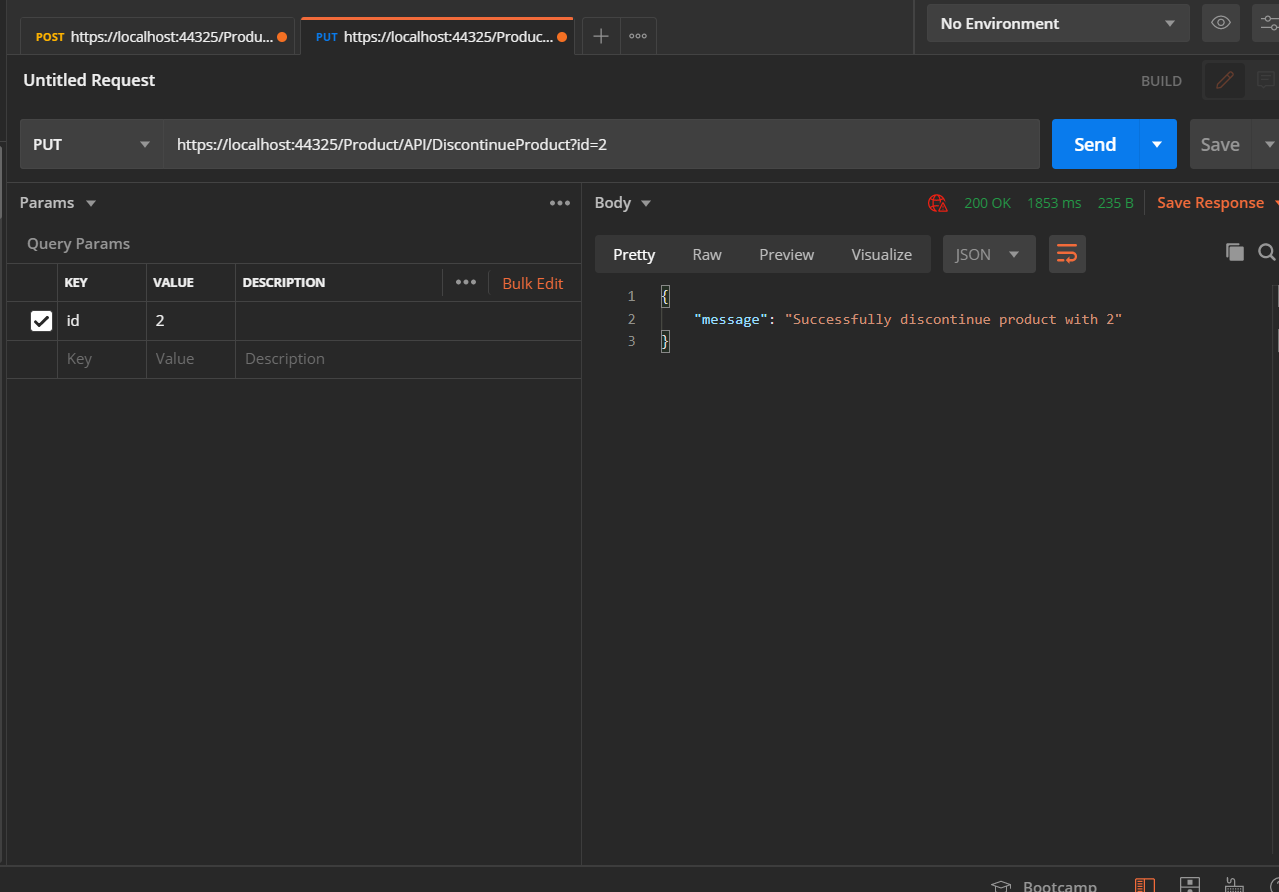 POST https://localhost:44325/Produ...
PUT https://localhost:44325/Produc...
No Environment
Untitled Request
BUILD
PUT
https://localhost:44325/Product/API/DiscontinueProduct?id=2
Send
Save
Params
Body
200 OK 1853 ms 235 B
Save Response
Query Params
Pretty Raw Preview Visualize
JSON
KEY VALUE DESCRIPTION
Bulk Edit
id 2
Key Value Description
1 {
2 "message": "Successfully discontinue product with 2"
3 }
Bootcamp